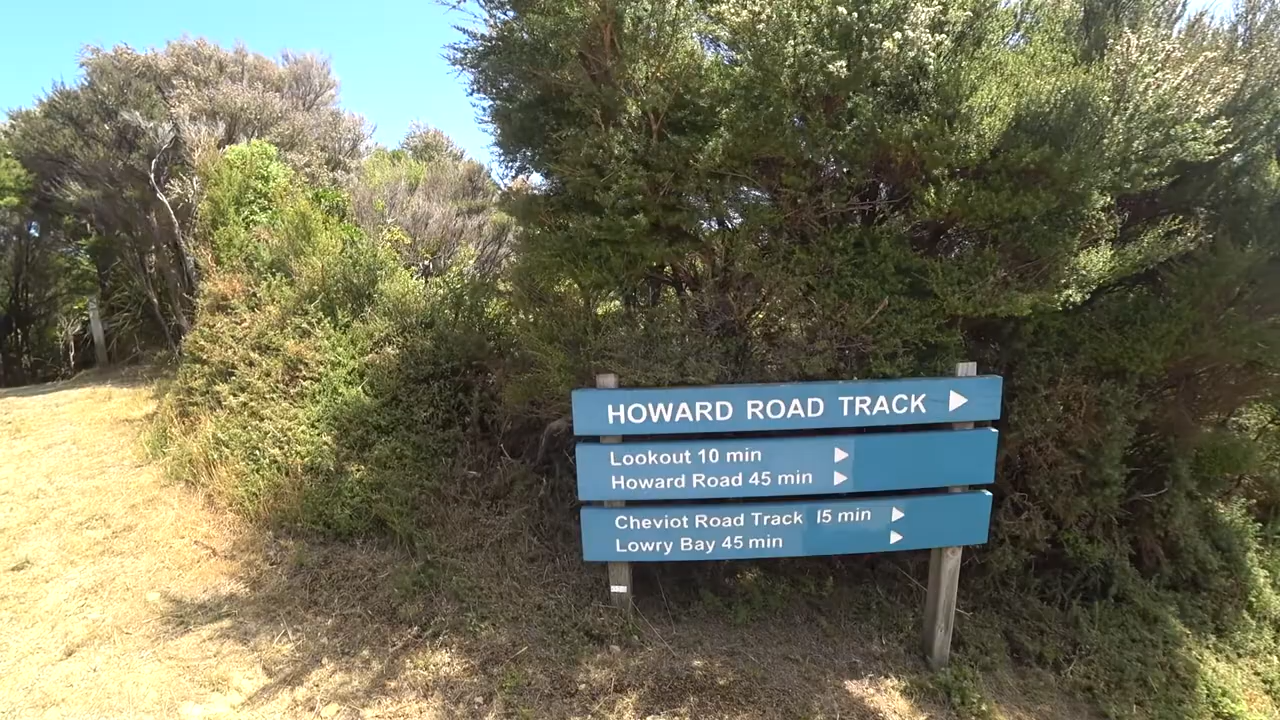 HOWARD ROAD TRACK
Lookout 10 min
Howard Road 45 min
Cheviot Road Track 15 min
Lowry Bay 45 min